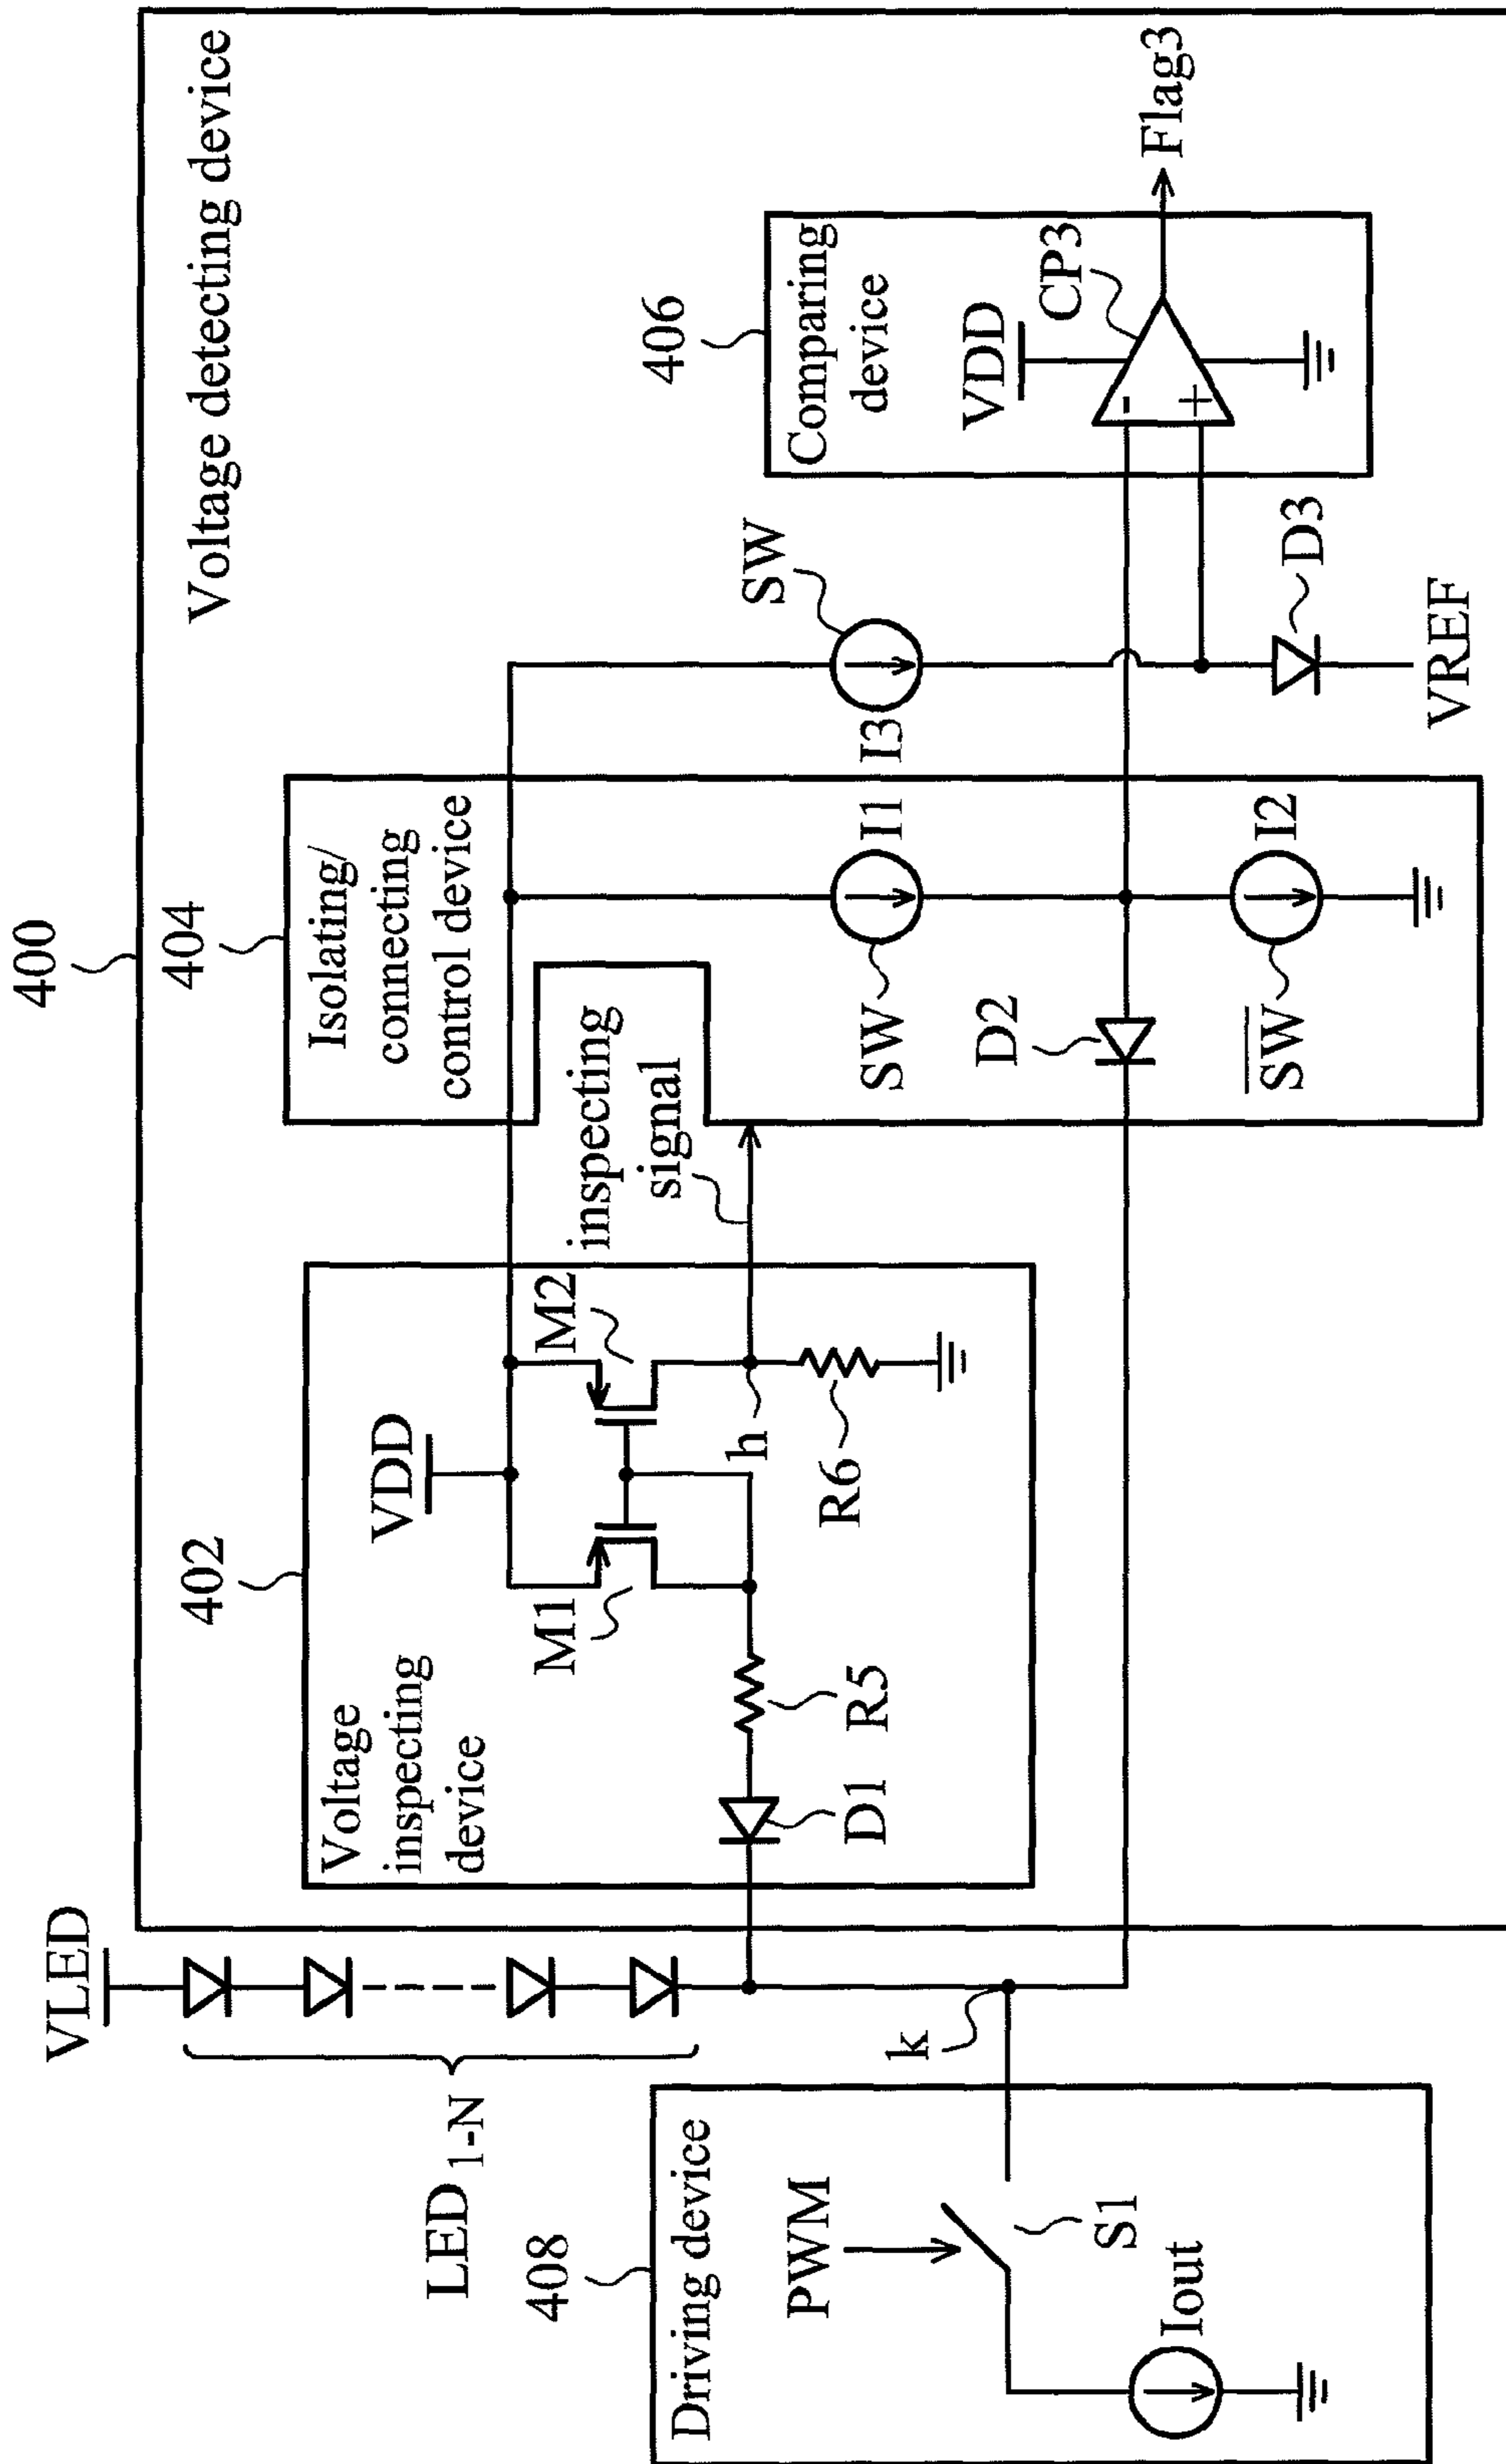 400
Voltage detecting device
VLED
LED1-N
402
Voltage
inspecting
device
VDD
M1
M2
D1
R5
h
R6
inspecting
signal
404
Isolating/
connecting
control device
SW
I1
D2
S̅W̅
I2
SW
I3
D3
VREF
406
Comparing
device
VDD
CP3
-
+
Flag3
k
408
Driving device
PWM
S1
Iout